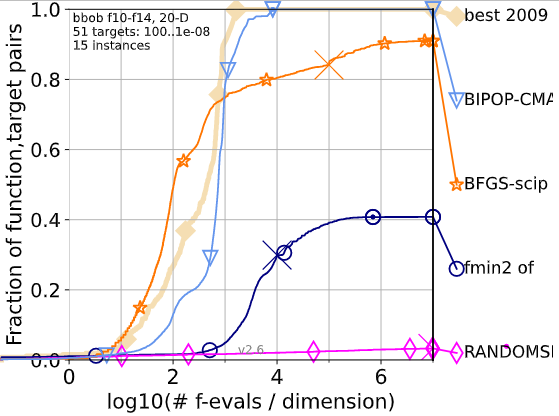 bbob f10-f14, 20-D
51 targets: 100..1e-08
15 instances
Fraction of function,target pairs
1.0
0.8
0.6
0.4
0.2
0.0
0
2
4
6
log10(# f-evals / dimension)
v2.6
best 2009
BIPOP-CMA
BFGS-scip
fmin2 of
RANDOMS